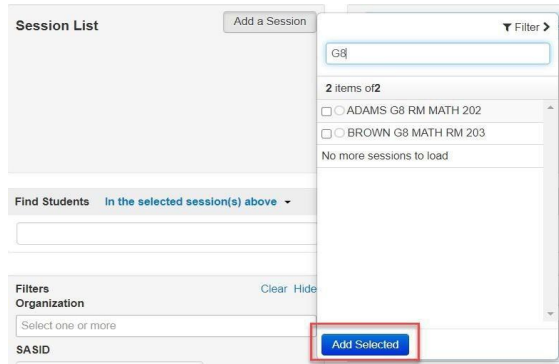 Session List
Add a Session
Filter
G8
2 items of2
ADAMS G8 RM MATH 202
BROWN G8 MATH RM 203
No more sessions to load
Find Students In the selected session(s) above
Filters
Clear Hide
Organization
Select one or more
SASID
Add Selected